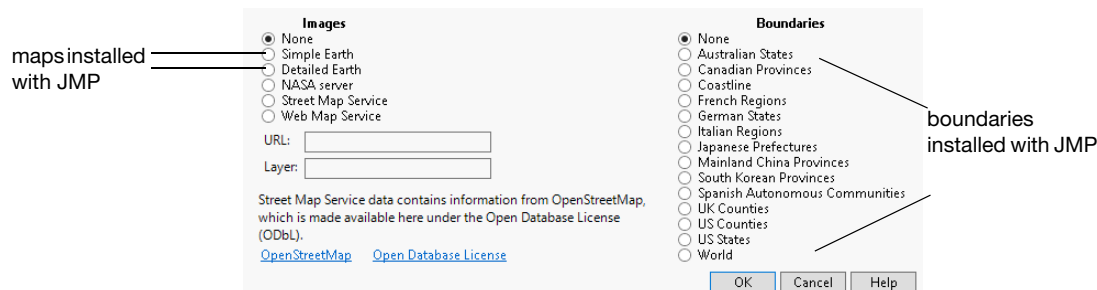 maps installed
with JMP
Images
None
Simple Earth
Detailed Earth
NASA server
Street Map Service
Web Map Service
URL:
Layer:
Street Map Service data contains information from OpenStreetMap,
which is made available here under the Open Database License
(ODbL).
OpenStreetMap Open Database License
Boundaries
None
Australian States
Canadian Provinces
Coastline
French Regions
German States
Italian Regions
Japanese Prefectures
Mainland China Provinces
South Korean Provinces
Spanish Autonomous Communities
UK Counties
US Counties
US States
World
boundaries
installed with JMP
OK Cancel Help